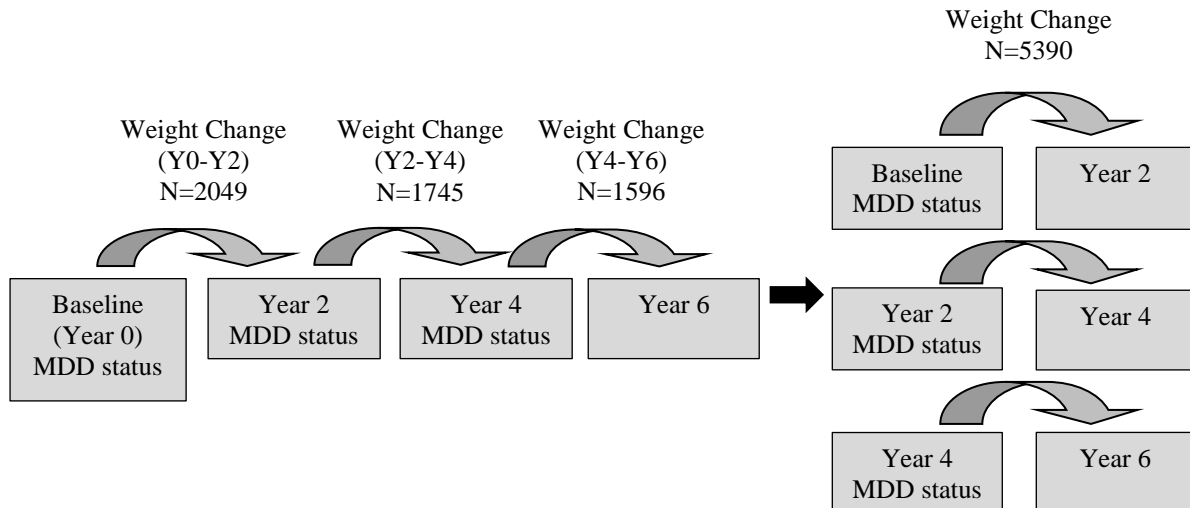 Weight Change
(Y0-Y2)
N=2049
Weight Change
(Y2-Y4)
N=1745
Weight Change
(Y4-Y6)
N=1596
Baseline
(Year 0)
MDD status
Year 2
MDD status
Year 4
MDD status
Year 6
Weight Change
N=5390
Baseline
MDD status
Year 2
Year 2
MDD status
Year 4
Year 4
MDD status
Year 6